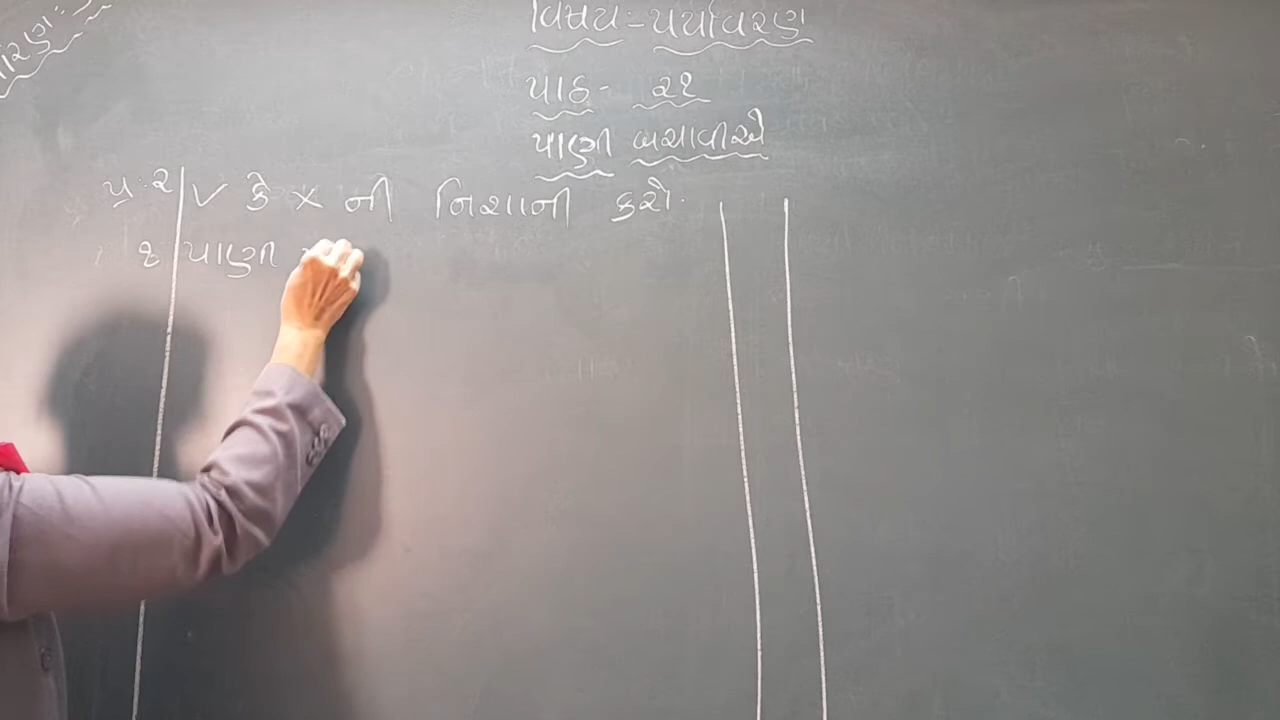 વિષય:- પર્યાવરણ
પાઠ- ૨૧
પાણી બચાવીએ
પ્ર:૨ ✓ કે × ની નિશાની કરો.
૧ પાણી